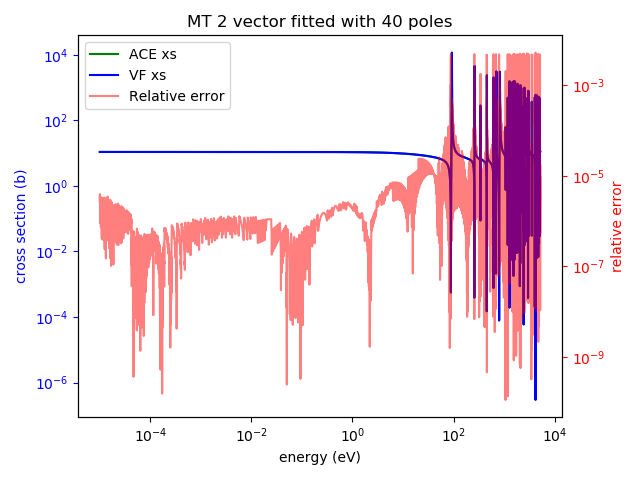 MT 2 vector fitted with 40 poles
ACE xs
VF xs
Relative error
cross section (b)
10^4
10^2
10^0
10^-2
10^-4
10^-6
10^-3
10^-5
10^-7
10^-9
relative error
10^-4
10^-2
10^0
10^2
10^4
energy (eV)